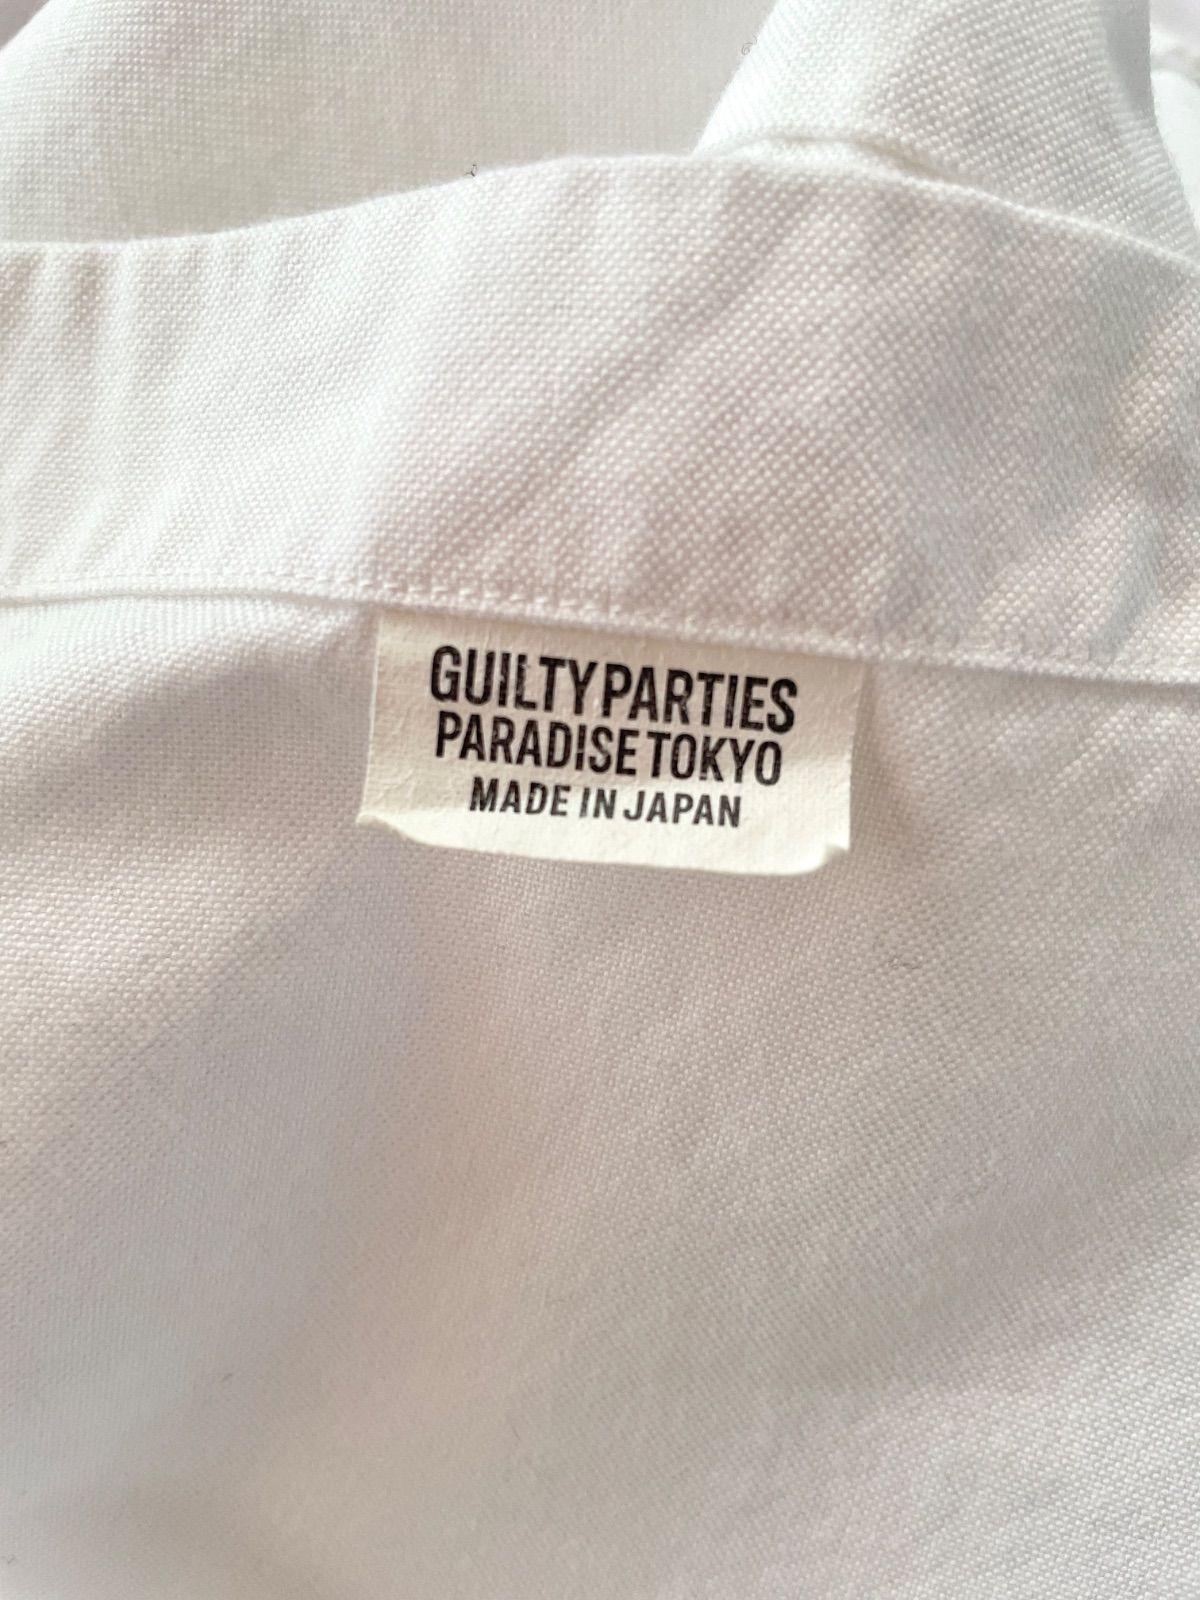 GUILTY PARTIES
PARADISE TOKYO
MADE IN JAPAN